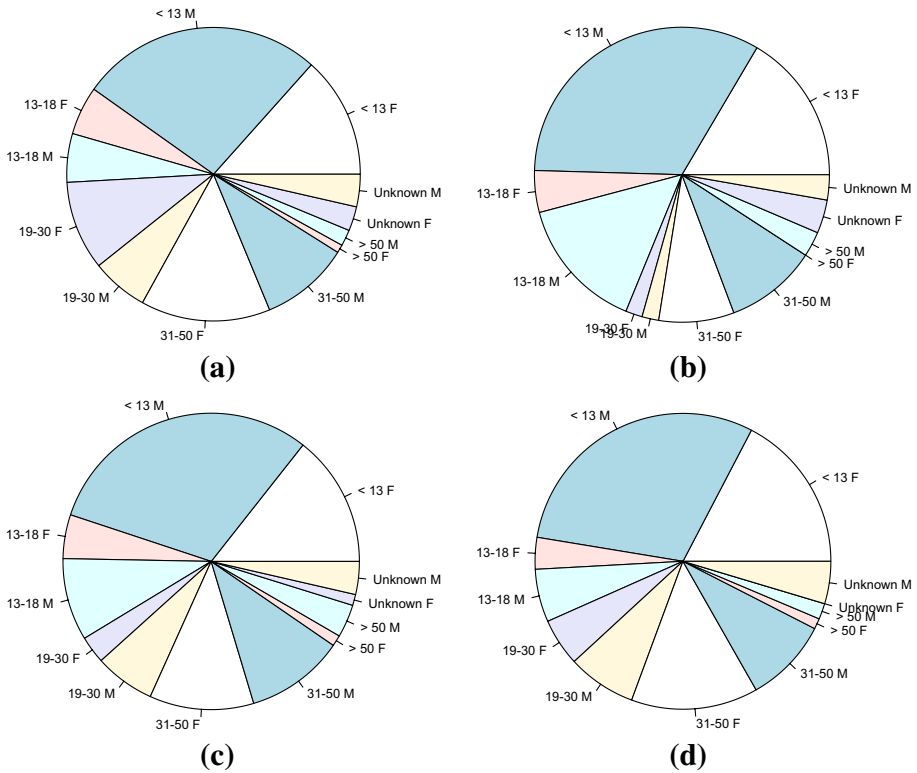 < 13 M
< 13 F
13-18 F
13-18 M
19-30 F
19-30 M
31-50 F
31-50 M
> 50 F
> 50 M
Unknown F
Unknown M
(a)
< 13 M
< 13 F
13-18 F
13-18 M
19-30 F
19-30 M
31-50 F
31-50 M
> 50 F
> 50 M
Unknown F
Unknown M
(b)
< 13 M
< 13 F
13-18 F
13-18 M
19-30 F
19-30 M
31-50 F
31-50 M
> 50 F
> 50 M
Unknown F
Unknown M
(c)
< 13 M
< 13 F
13-18 F
13-18 M
19-30 F
19-30 M
31-50 F
31-50 M
> 50 F
> 50 M
Unknown F
Unknown M
(d)